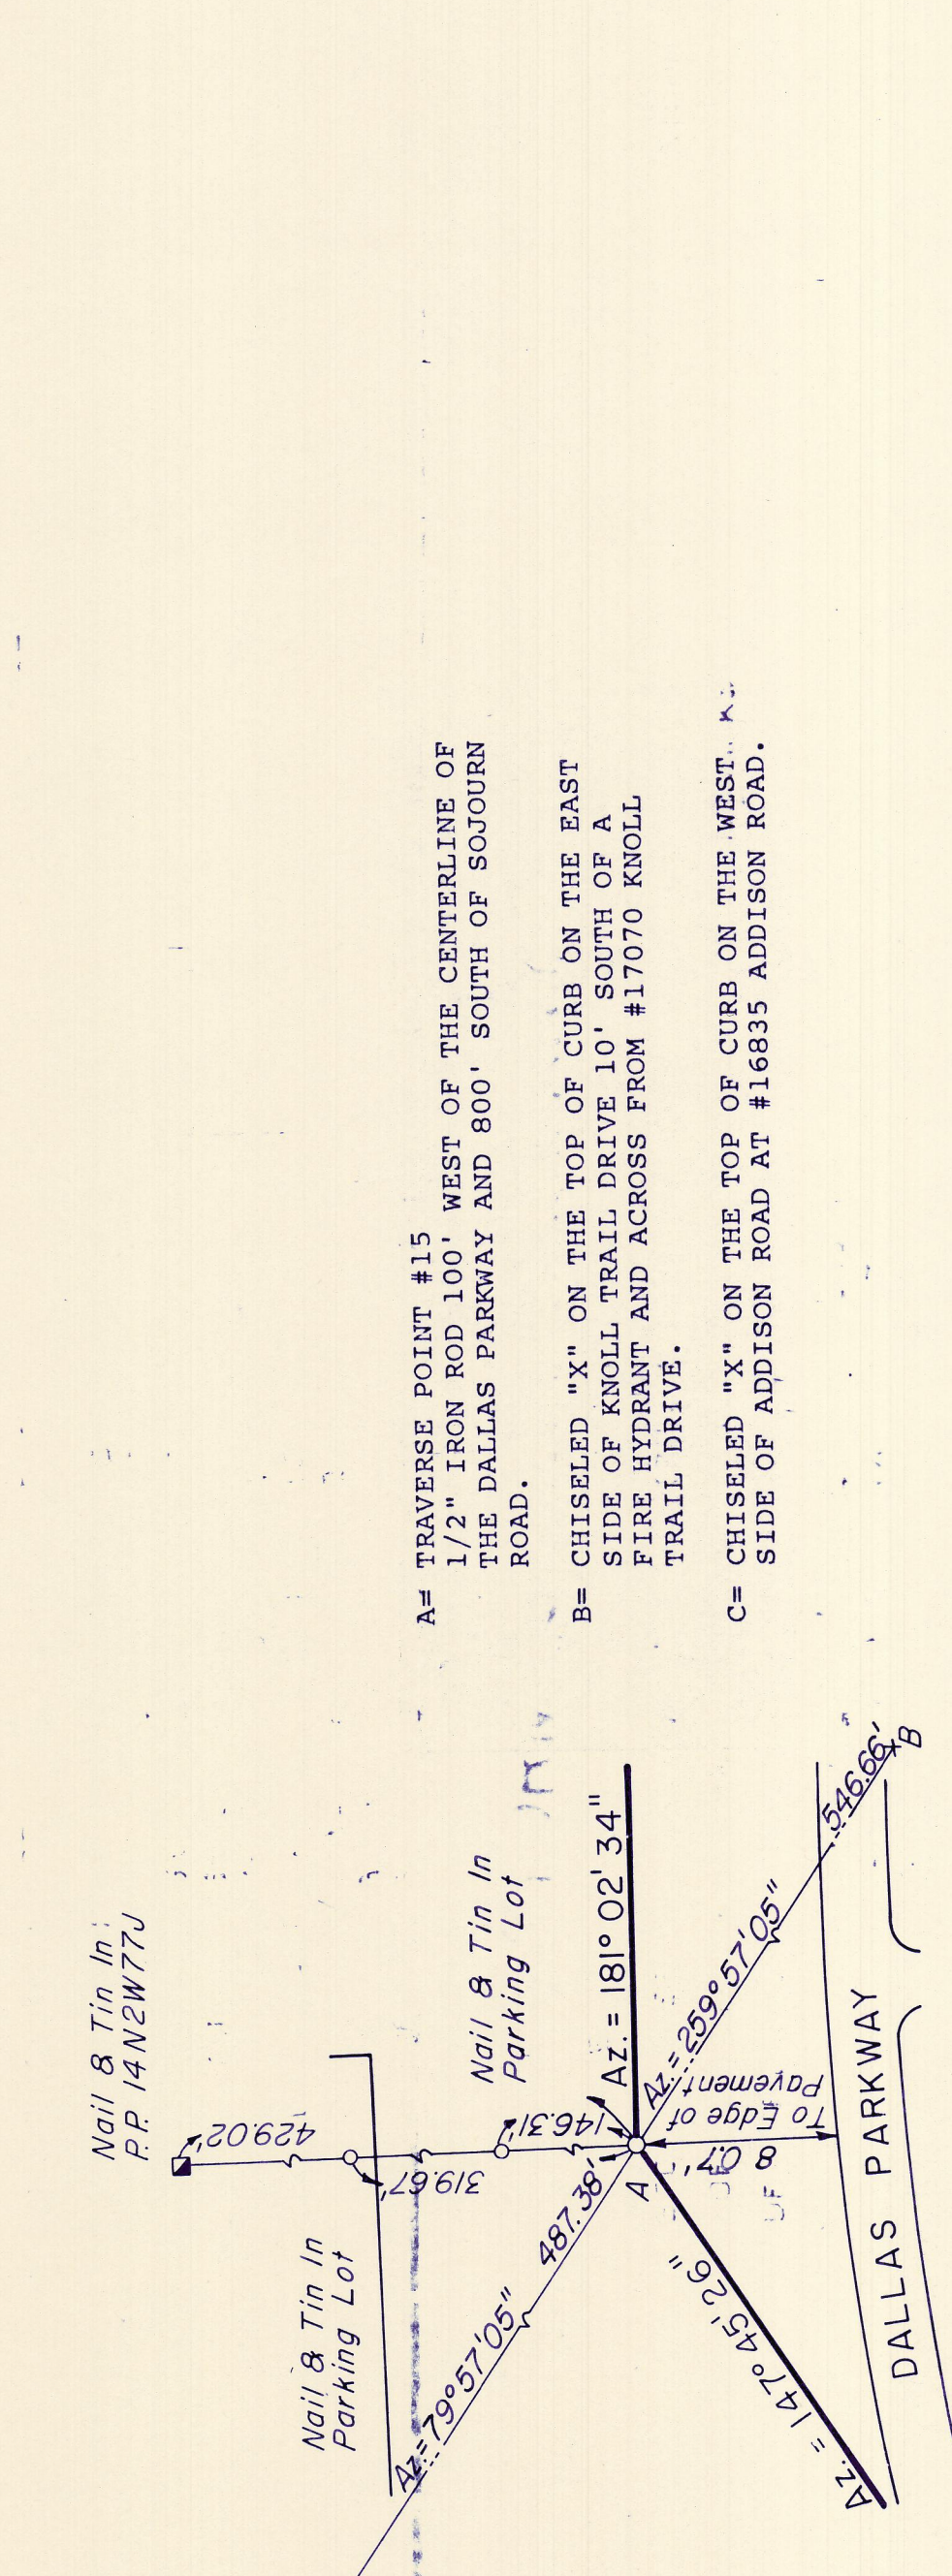 Nail & Tin In
P.P. 14N2W77J
429.02'
Nail & Tin In
Parking Lot
319.67'
Nail & Tin In
Parking Lot
146.31'
Az.=79°57'05"
487.38'
A
Az. = 181° 02' 34"
Az.=259°57'05"
546.66'
B
80.7'
To Edge of
Pavement
Az. = 147° 45' 26"
DALLAS PARKWAY
A= TRAVERSE POINT #15
1/2" IRON ROD 100' WEST OF THE CENTERLINE OF
THE DALLAS PARKWAY AND 800' SOUTH OF SOJOURN
ROAD.
B= CHISELED "X" ON THE TOP OF CURB ON THE EAST
SIDE OF KNOLL TRAIL DRIVE 10' SOUTH OF A
FIRE HYDRANT AND ACROSS FROM #17070 KNOLL
TRAIL DRIVE.
C= CHISELED "X" ON THE TOP OF CURB ON THE WEST
SIDE OF ADDISON ROAD AT #16835 ADDISON ROAD.